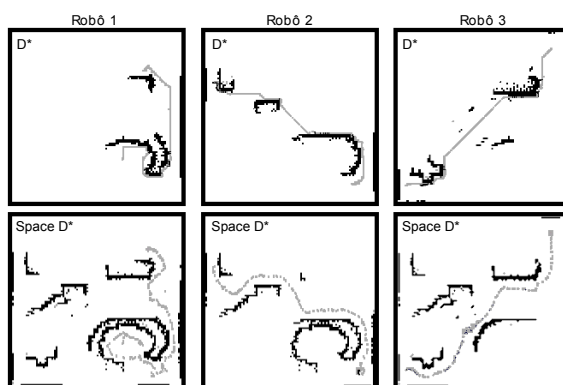 Robô 1 Robô 2 Robô 3
D* D* D*
Space D* Space D* Space D*